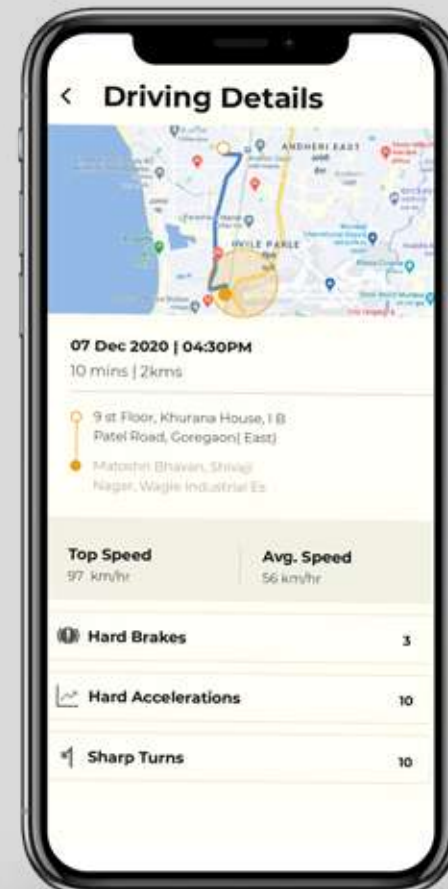 Driving Details
ANDHERI EAST
VILE PARLE
07 Dec 2020 | 04:30PM
10 mins | 2kms
9 st Floor, Khurana House, I B
Patel Road, Goregaon( East)
Matoshri Bhavan, Shivaji
Nagar, Wagle Industrial Es
Top Speed
Avg. Speed
97 km/hr
56 km/hr
Hard Brakes
3
Hard Accelerations
10
Sharp Turns
10